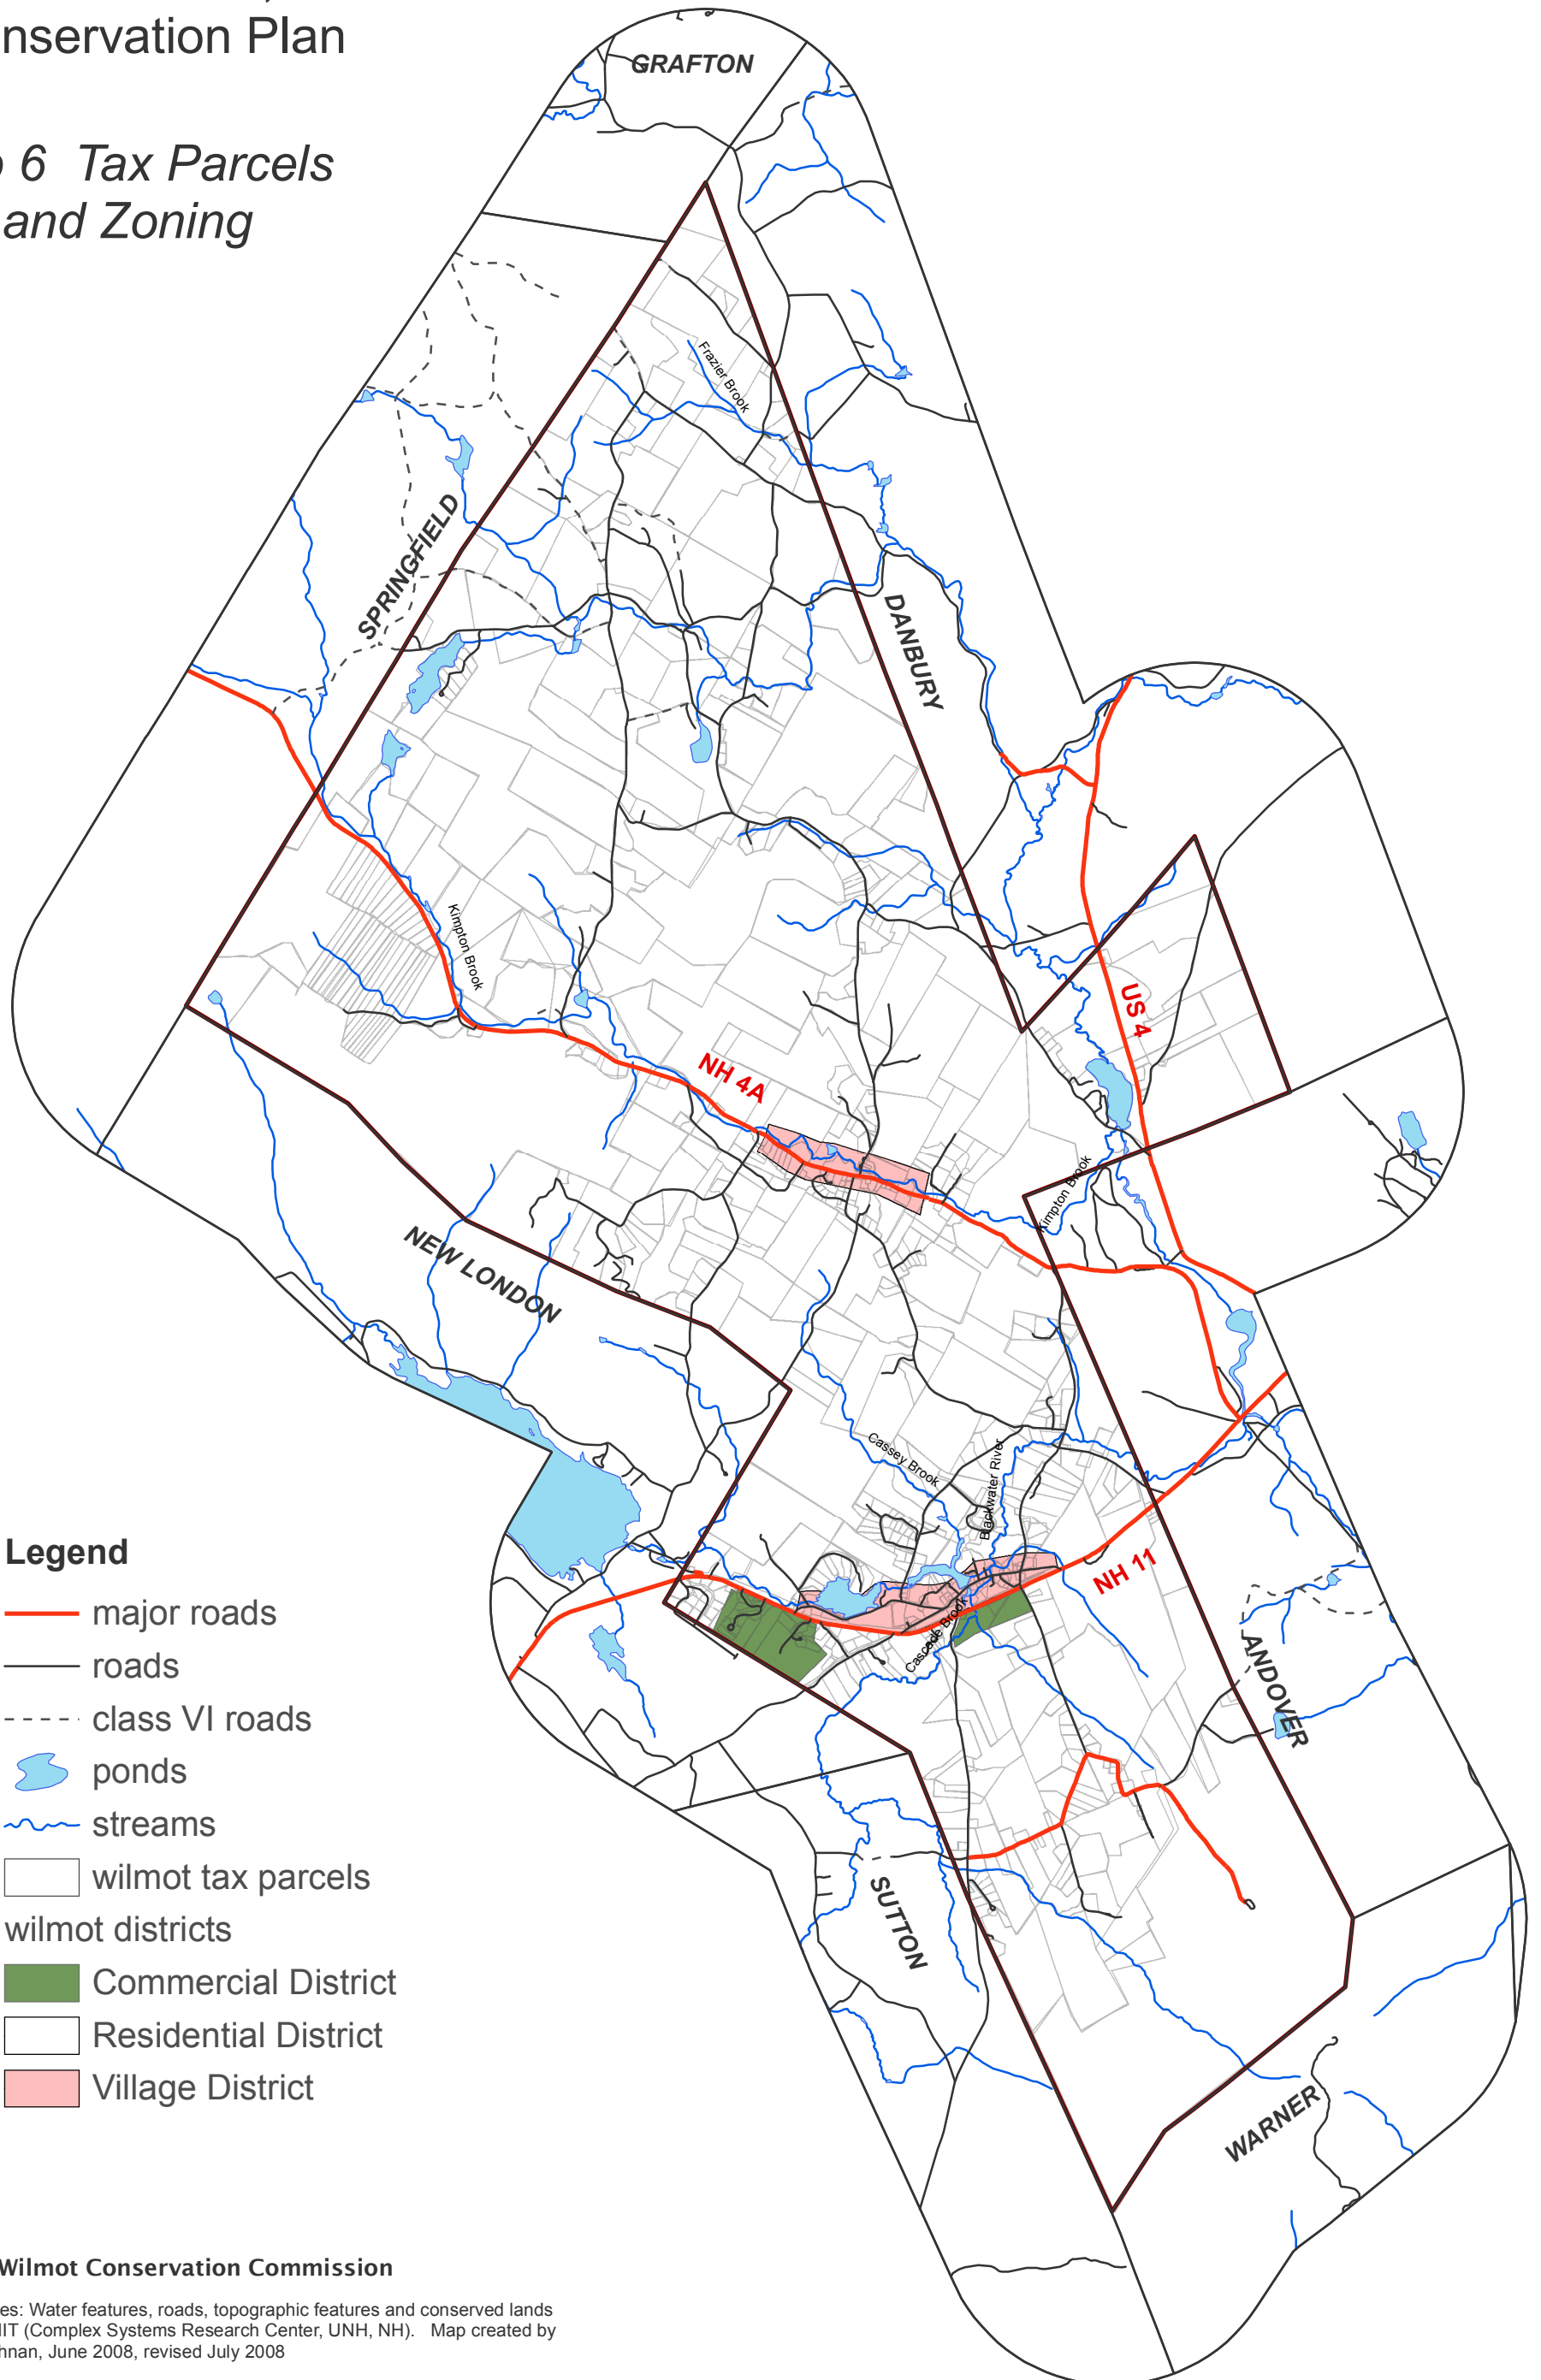 nservation Plan
6 Tax Parcels
and Zoning
GRAFTON
Frazier Brook
SPRINGFIELD
DANBURY
Kimpton Brook
US 4
NH 4A
Kimpton Brook
NEW LONDON
Cassey Brook
Blackwater River
NH 11
Cascade Brook
ANDOVER
SUTTON
WARNER
Legend
major roads
roads
class VI roads
ponds
streams
wilmot tax parcels
wilmot districts
Commercial District
Residential District
Village District
Wilmot Conservation Commission
es: Water features, roads, topographic features and conserved lands
IIT (Complex Systems Research Center, UNH, NH). Map created by
hnan, June 2008, revised July 2008